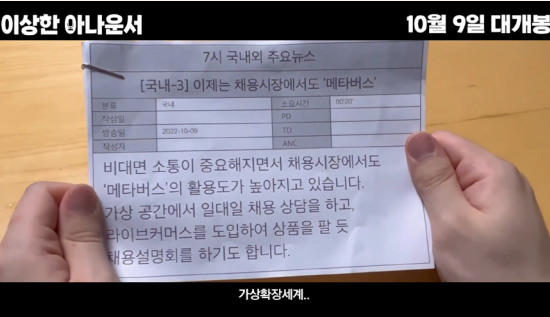 이상한 아나운서
10월 9일 대개봉
7시 국내외 주요뉴스
[국내-3] 이제는 채용시장에서도 ‘메타버스’
분류 국내 소요시간 00'20"
작성일 PD
방송일 2022-10-09 TD
작성자 ANC
비대면 소통이 중요해지면서 채용시장에서도
‘메타버스’의 활용도가 높아지고 있습니다.
가상 공간에서 일대일 채용 상담을 하고,
라이브커머스를 도입하여 상품을 팔 듯
채용설명회를 하기도 합니다.
가상확장세계..